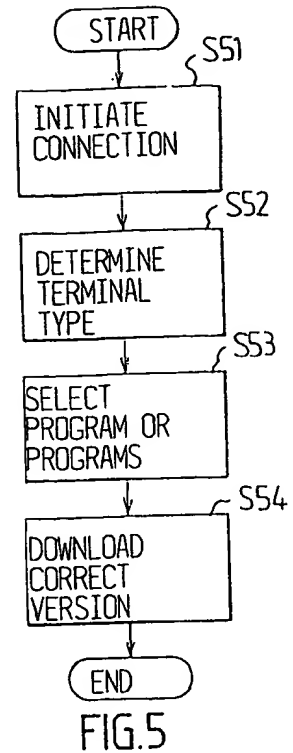 START
S51
INITIATE
CONNECTION
S52
DETERMINE
TERMINAL
TYPE
S53
SELECT
PROGRAM OR
PROGRAMS
S54
DOWNLOAD
CORRECT
VERSION
END
FIG.5